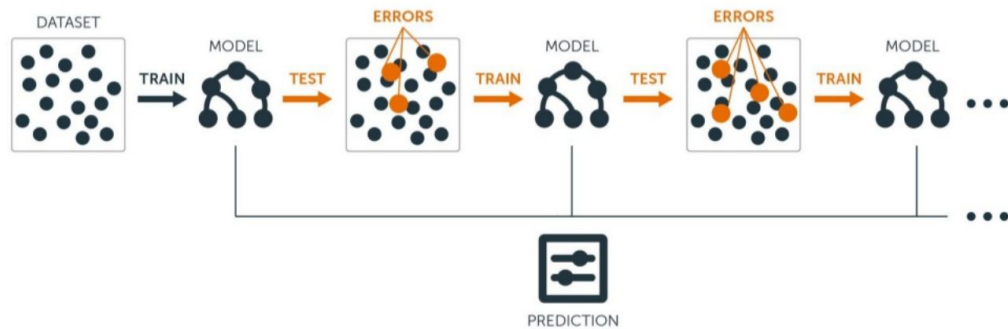 DATASET
TRAIN
MODEL
TEST
ERRORS
TRAIN
MODEL
TEST
ERRORS
TRAIN
MODEL
PREDICTION